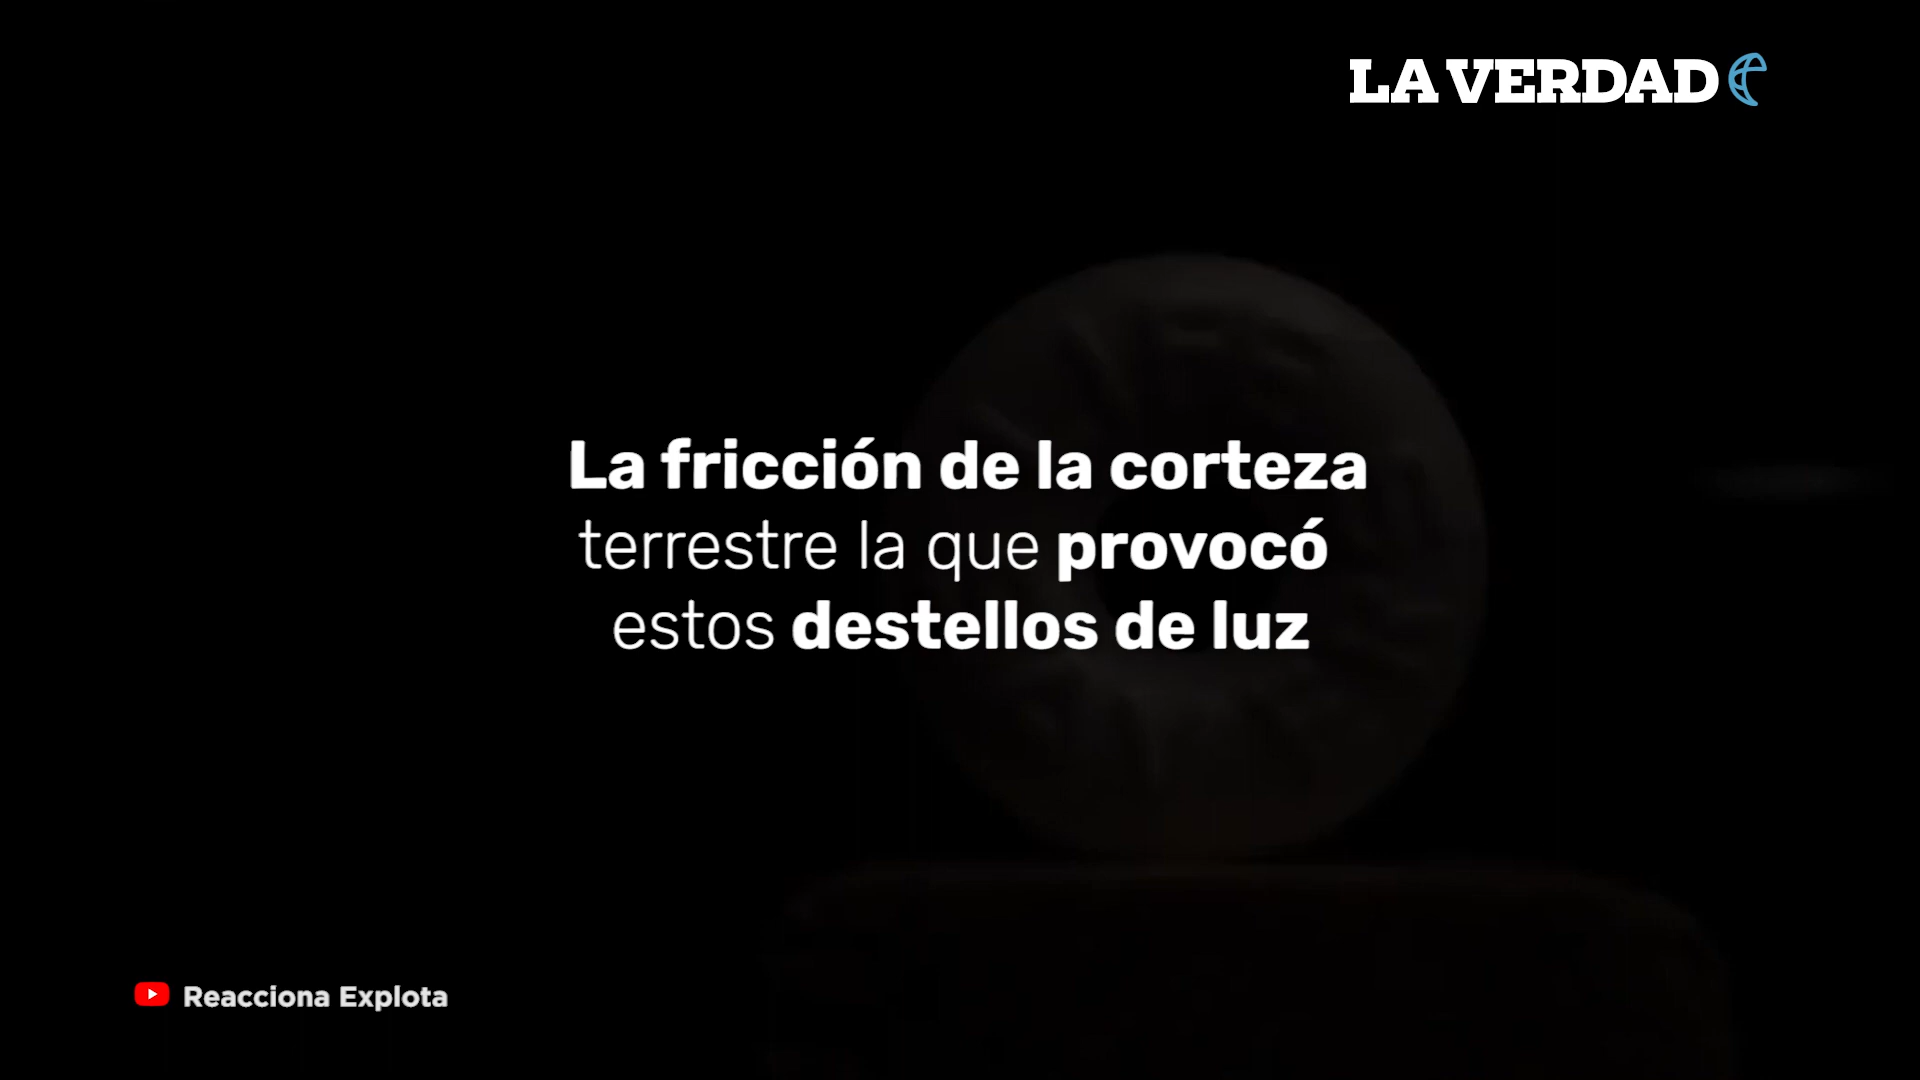 LA VERDAD
La fricción de la corteza
terrestre la que provocó
estos destellos de luz
Reacciona Explota